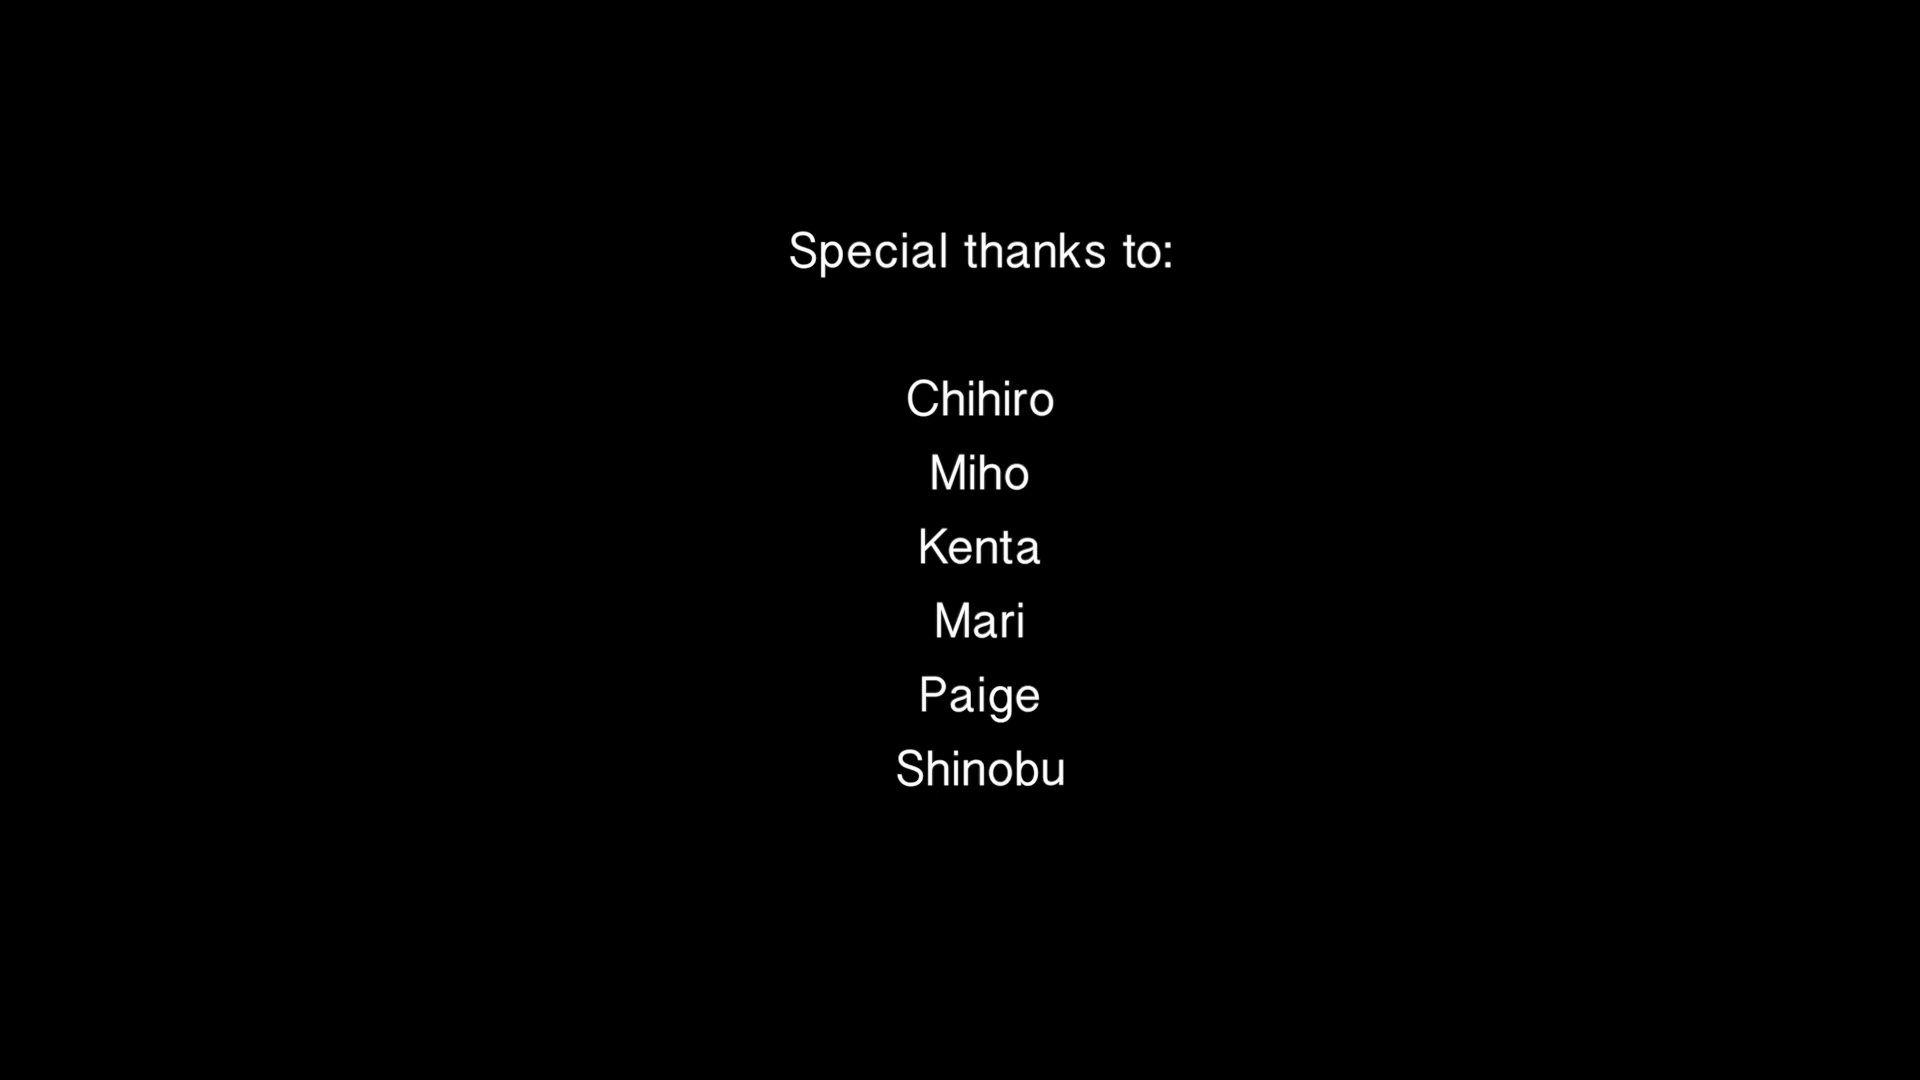 Special thanks to:
Chihiro
Miho
Kenta
Mari
Paige
Shinobu